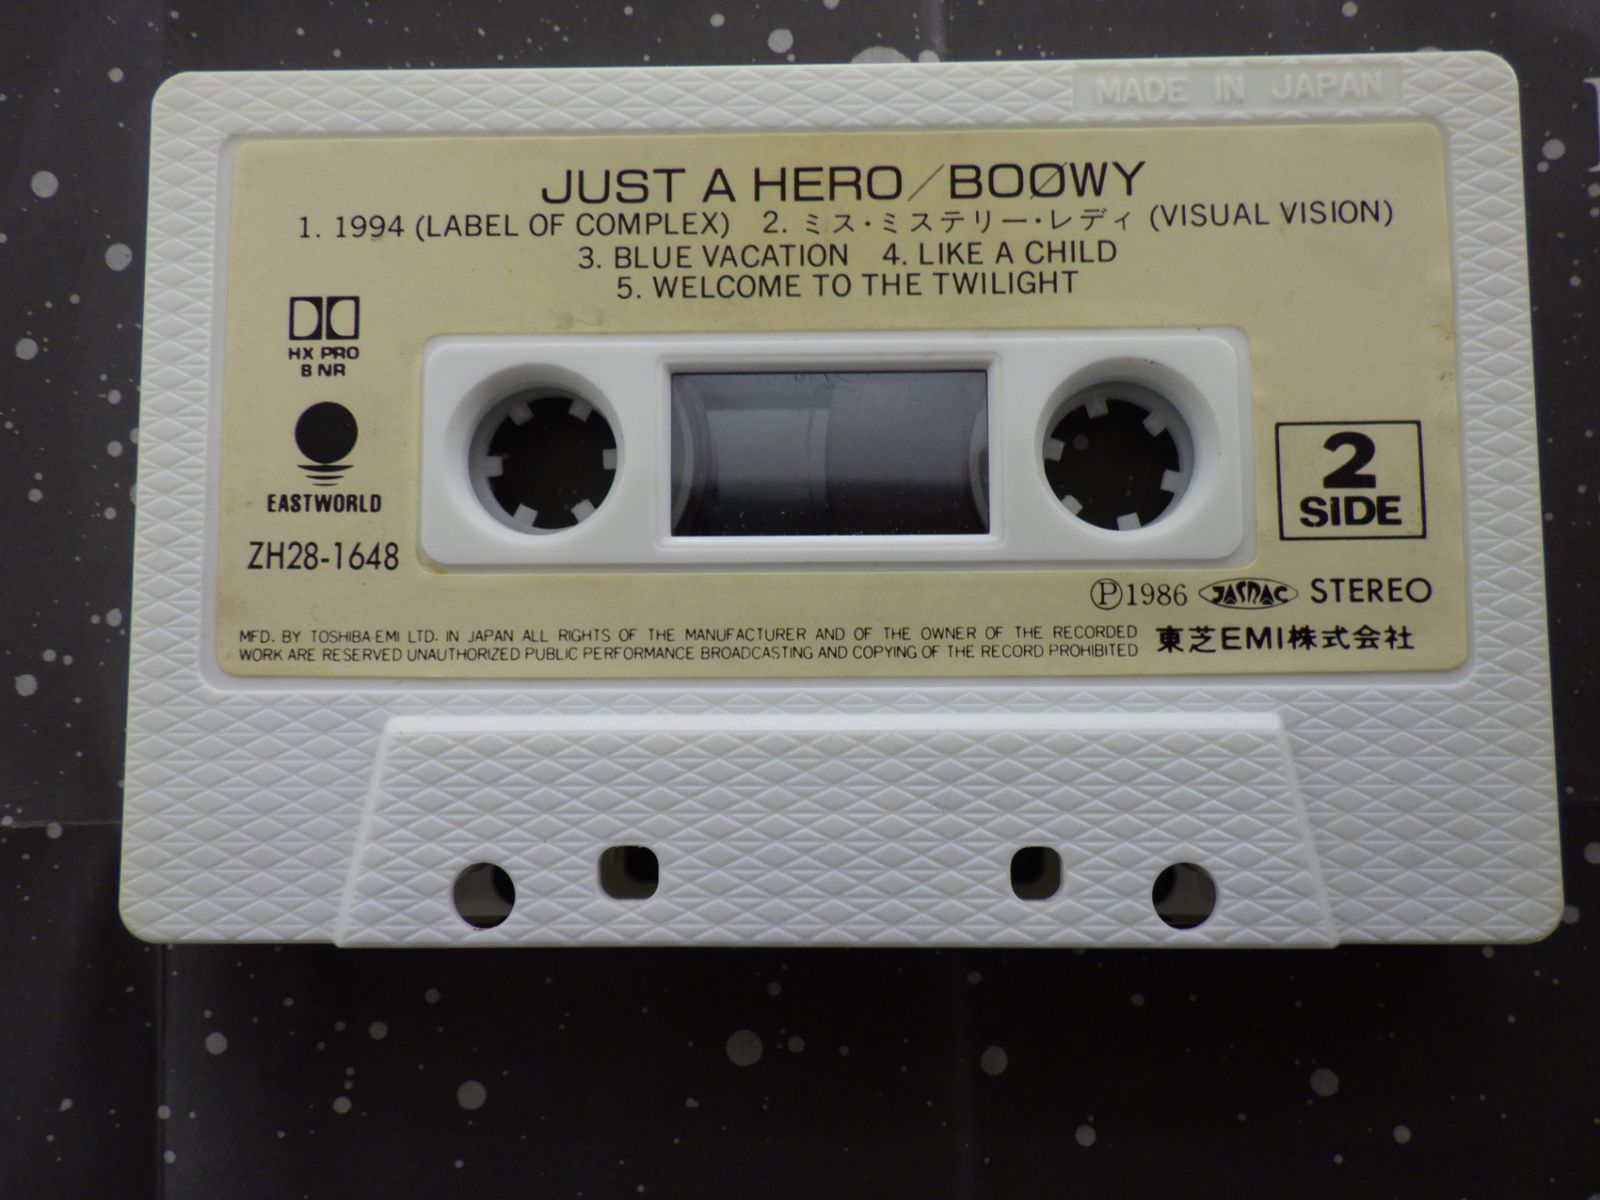 MADE IN JAPAN
JUST A HERO/BOØWY
1. 1994 (LABEL OF COMPLEX) 2. ミス・ミステリー・レディ (VISUAL VISION)
3. BLUE VACATION 4. LIKE A CHILD
5. WELCOME TO THE TWILIGHT
HX PRO
B NR
EASTWORLD
ZH28-1648
2
SIDE
Ⓟ1986 JASRAC STEREO
MFD. BY TOSHIBA-EMI LTD. IN JAPAN ALL RIGHTS OF THE MANUFACTURER AND OF THE OWNER OF THE RECORDED
WORK ARE RESERVED UNAUTHORIZED PUBLIC PERFORMANCE BROADCASTING AND COPYING OF THE RECORD PROHIBITED
東芝EMI株式会社